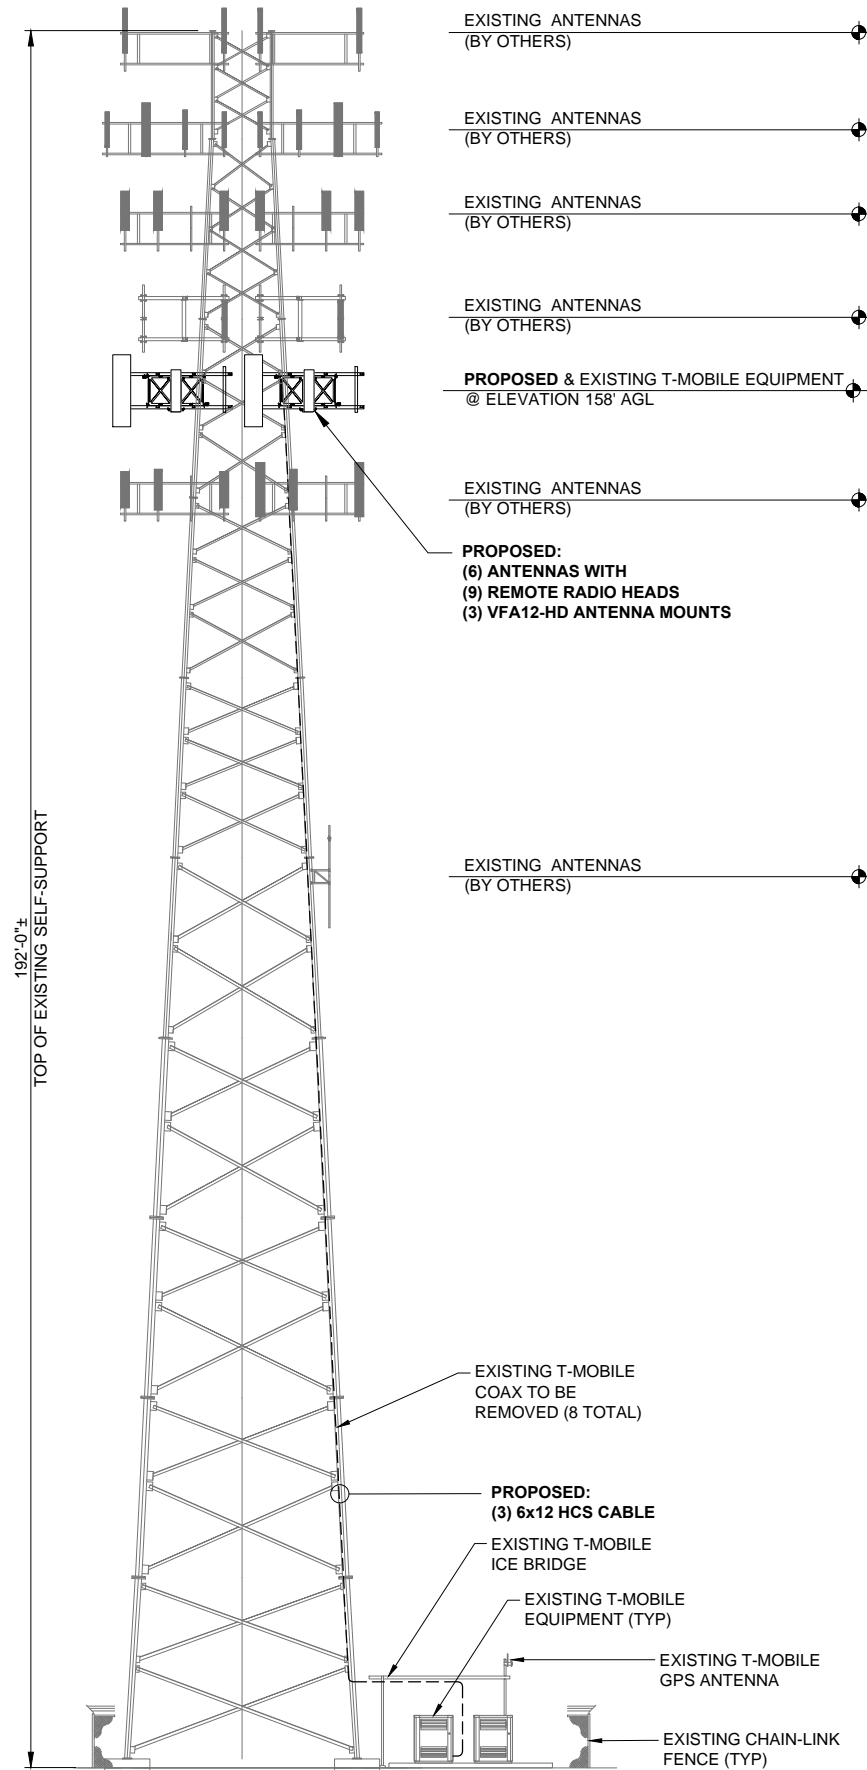 EXISTING ANTENNAS
(BY OTHERS)
EXISTING ANTENNAS
(BY OTHERS)
EXISTING ANTENNAS
(BY OTHERS)
EXISTING ANTENNAS
(BY OTHERS)
PROPOSED & EXISTING T-MOBILE EQUIPMENT
@ ELEVATION 158' AGL
EXISTING ANTENNAS
(BY OTHERS)
PROPOSED:
(6) ANTENNAS WITH
(9) REMOTE RADIO HEADS
(3) VFA12-HD ANTENNA MOUNTS
EXISTING ANTENNAS
(BY OTHERS)
192'-0"±
TOP OF EXISTING SELF-SUPPORT
EXISTING T-MOBILE
COAX TO BE
REMOVED (8 TOTAL)
PROPOSED:
(3) 6x12 HCS CABLE
EXISTING T-MOBILE
ICE BRIDGE
EXISTING T-MOBILE
EQUIPMENT (TYP)
EXISTING T-MOBILE
GPS ANTENNA
EXISTING CHAIN-LINK
FENCE (TYP)